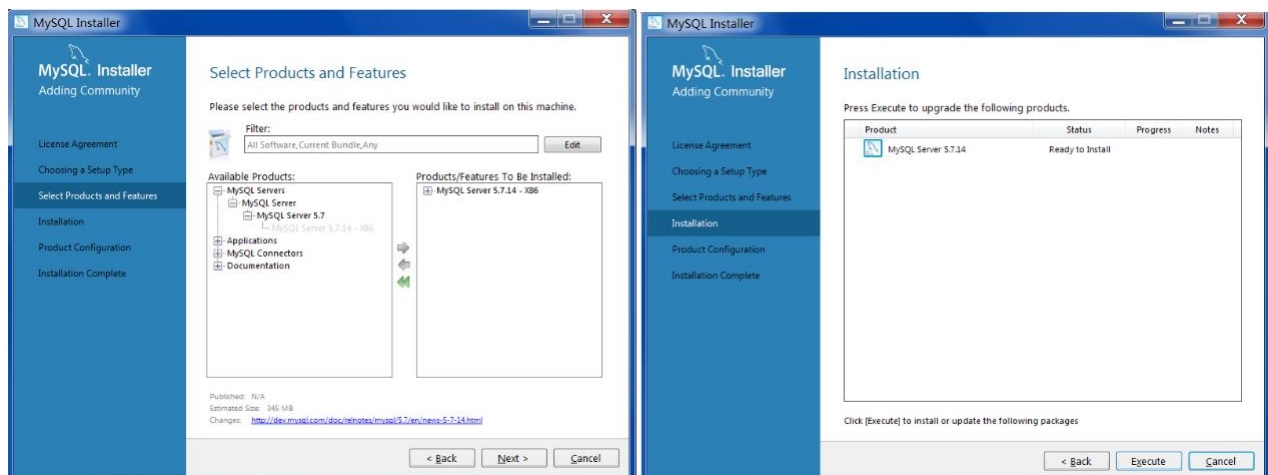 MySQL Installer
MySQL. Installer
Adding Community
License Agreement
Choosing a Setup Type
Select Products and Features
Installation
Product Configuration
Installation Complete
Select Products and Features
Please select the products and features you would like to install on this machine.
Filter:
All Software,Current Bundle,Any
Edit
Available Products:
MySQL Servers
MySQL Server
MySQL Server 5.7
MySQL Server 5.7.14 - X86
Applications
MySQL Connectors
Documentation
Products/Features To Be Installed:
MySQL Server 5.7.14 - X86
Published: N/A
Estimated Size: 345 MB
Changes: http://dev.mysql.com/doc/relnotes/mysql/5.7/en/news-5-7-14.html
< Back Next > Cancel
MySQL Installer
MySQL. Installer
Adding Community
License Agreement
Choosing a Setup Type
Select Products and Features
Installation
Product Configuration
Installation Complete
Installation
Press Execute to upgrade the following products.
Product Status Progress Notes
MySQL Server 5.7.14 Ready to Install
Click [Execute] to install or update the following packages
< Back Execute Cancel